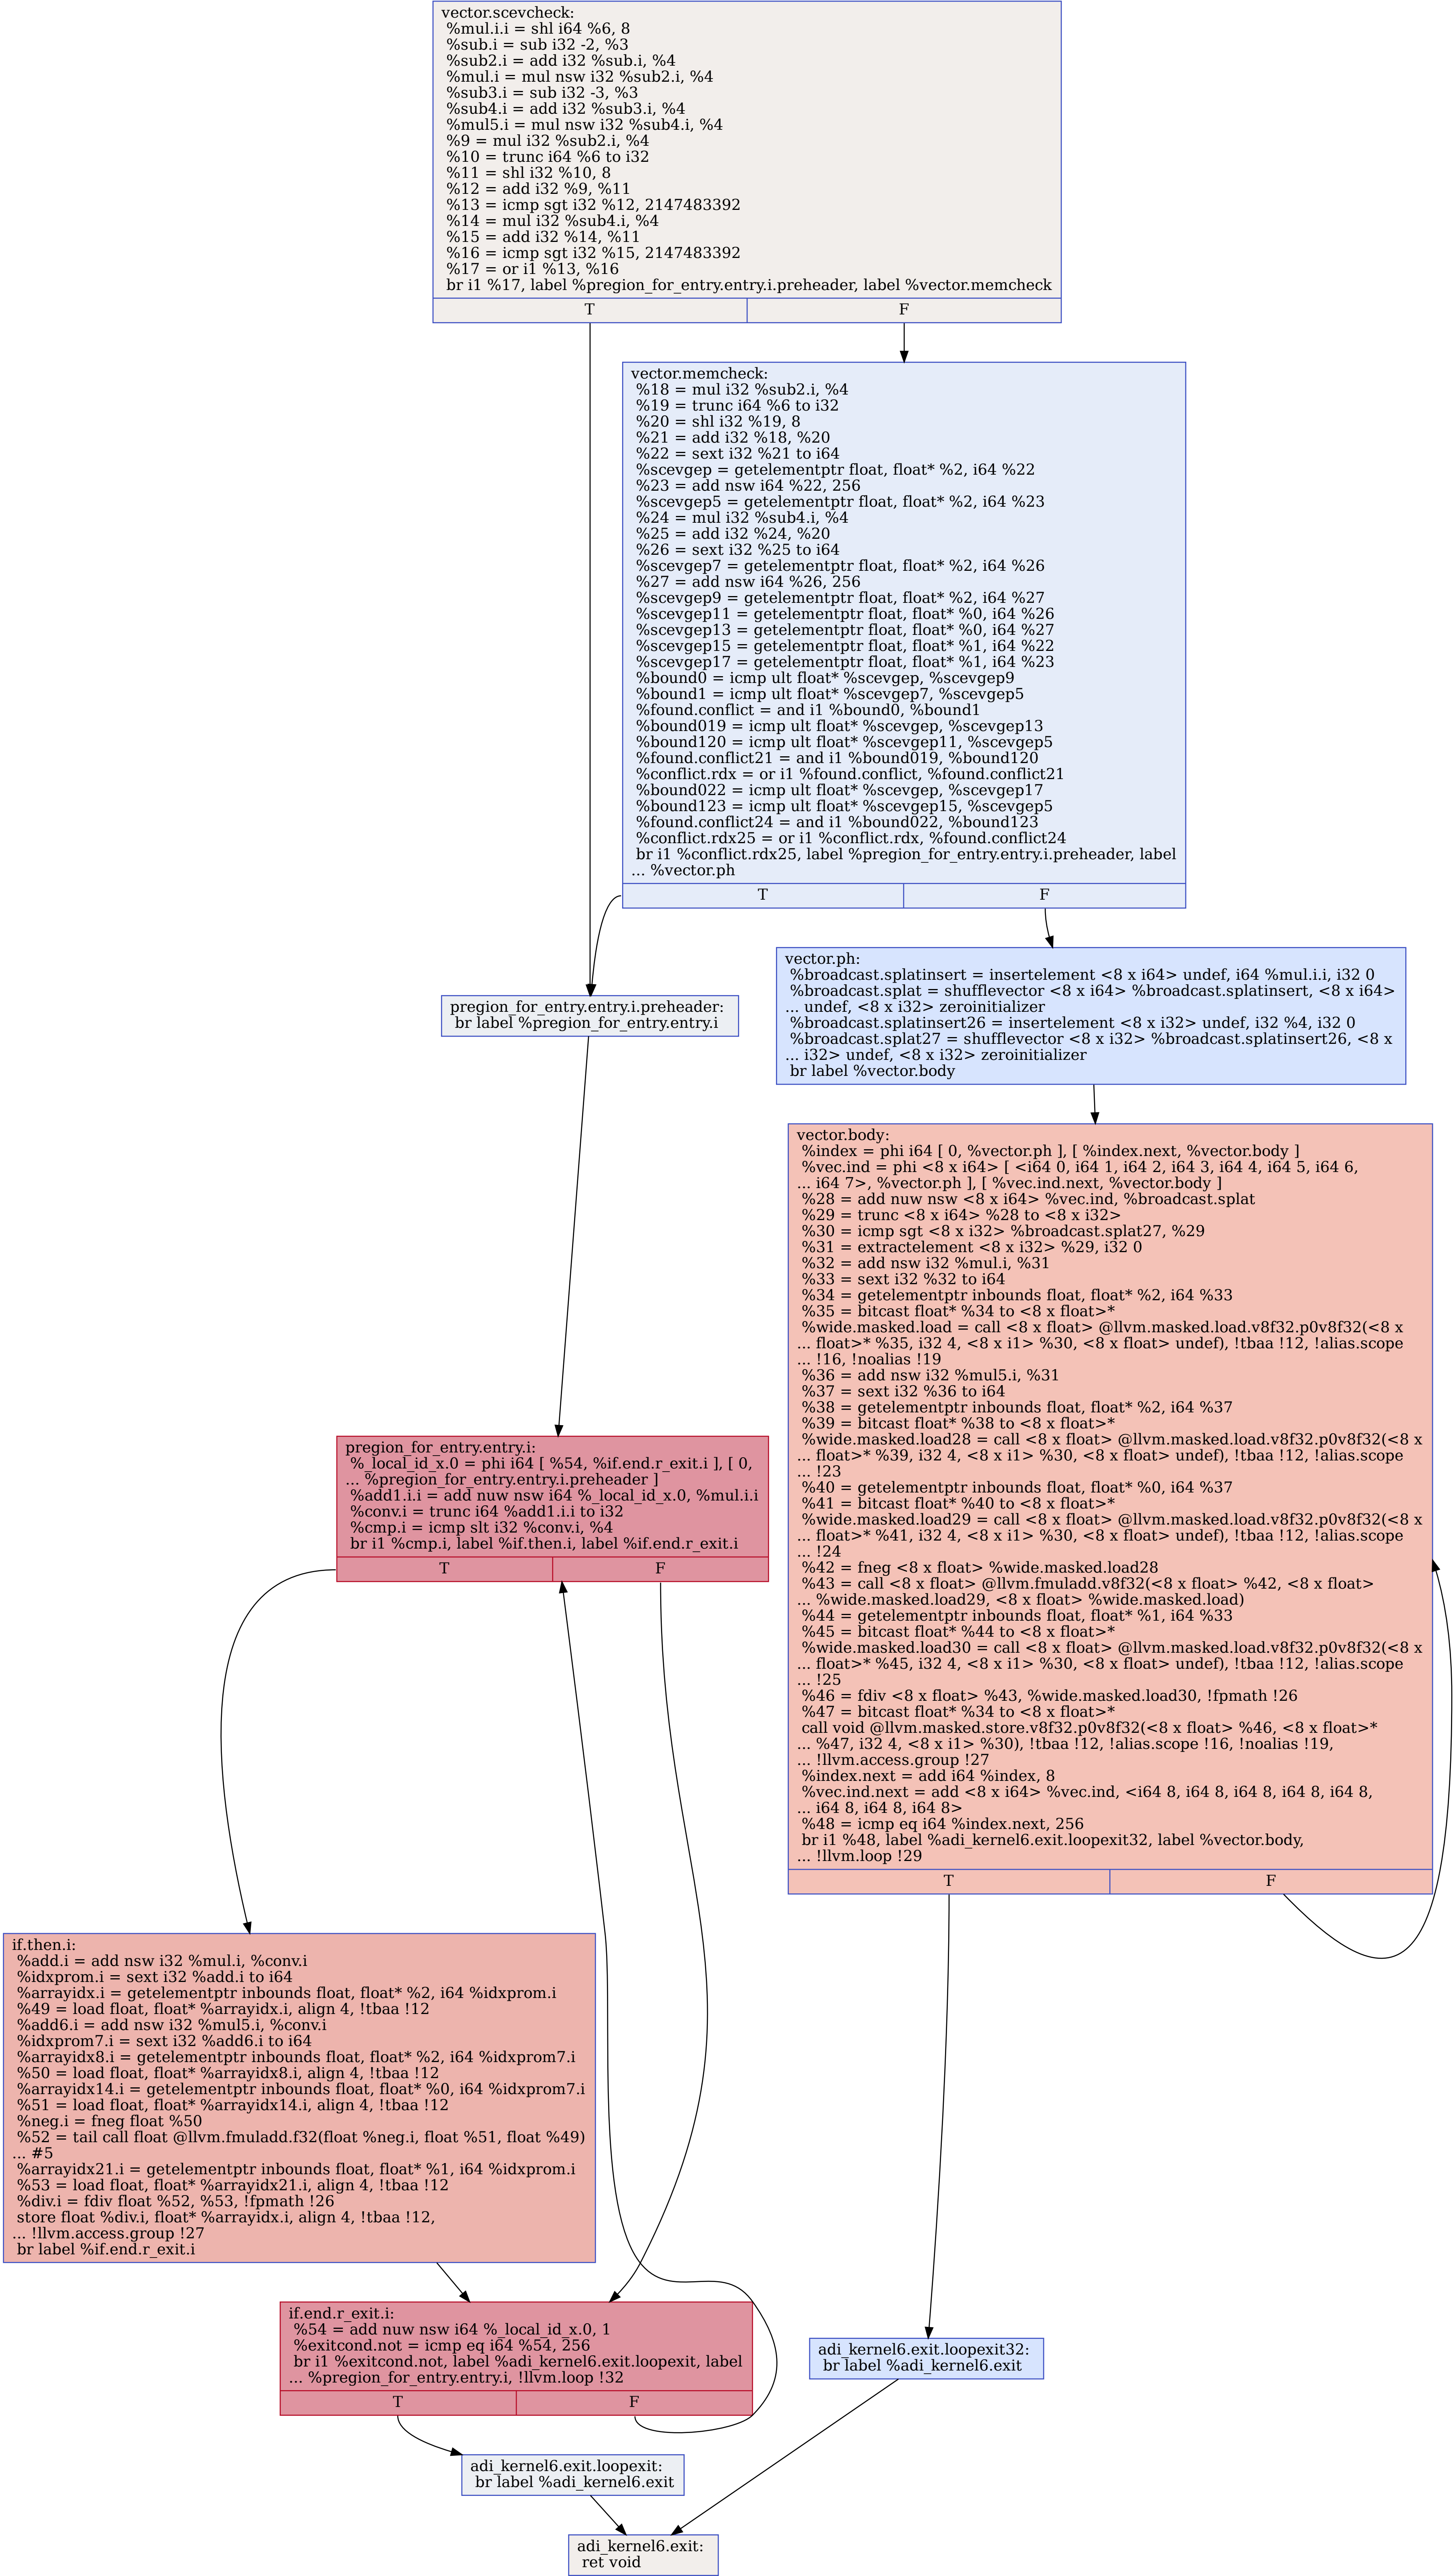 vector.scevcheck:
%mul.i.i = shl i64 %6, 8
%sub.i = sub i32 -2, %3
%sub2.i = add i32 %sub.i, %4
%mul.i = mul nsw i32 %sub2.i, %4
%sub3.i = sub i32 -3, %3
%sub4.i = add i32 %sub3.i, %4
%mul5.i = mul nsw i32 %sub4.i, %4
%9 = mul i32 %sub2.i, %4
%10 = trunc i64 %6 to i32
%11 = shl i32 %10, 8
%12 = add i32 %9, %11
%13 = icmp sgt i32 %12, 2147483392
%14 = mul i32 %sub4.i, %4
%15 = add i32 %14, %11
%16 = icmp sgt i32 %15, 2147483392
%17 = or i1 %13, %16
br i1 %17, label %pregion_for_entry.entry.i.preheader, label %vector.memcheck
T F
vector.memcheck:
%18 = mul i32 %sub2.i, %4
%19 = trunc i64 %6 to i32
%20 = shl i32 %19, 8
%21 = add i32 %18, %20
%22 = sext i32 %21 to i64
%scevgep = getelementptr float, float* %2, i64 %22
%23 = add nsw i64 %22, 256
%scevgep5 = getelementptr float, float* %2, i64 %23
%24 = mul i32 %sub4.i, %4
%25 = add i32 %24, %20
%26 = sext i32 %25 to i64
%scevgep7 = getelementptr float, float* %2, i64 %26
%27 = add nsw i64 %26, 256
%scevgep9 = getelementptr float, float* %2, i64 %27
%scevgep11 = getelementptr float, float* %0, i64 %26
%scevgep13 = getelementptr float, float* %0, i64 %27
%scevgep15 = getelementptr float, float* %1, i64 %22
%scevgep17 = getelementptr float, float* %1, i64 %23
%bound0 = icmp ult float* %scevgep, %scevgep9
%bound1 = icmp ult float* %scevgep7, %scevgep5
%found.conflict = and i1 %bound0, %bound1
%bound019 = icmp ult float* %scevgep, %scevgep13
%bound120 = icmp ult float* %scevgep11, %scevgep5
%found.conflict21 = and i1 %bound019, %bound120
%conflict.rdx = or i1 %found.conflict, %found.conflict21
%bound022 = icmp ult float* %scevgep, %scevgep17
%bound123 = icmp ult float* %scevgep15, %scevgep5
%found.conflict24 = and i1 %bound022, %bound123
%conflict.rdx25 = or i1 %conflict.rdx, %found.conflict24
br i1 %conflict.rdx25, label %pregion_for_entry.entry.i.preheader, label
... %vector.ph
T F
vector.ph:
%broadcast.splatinsert = insertelement <8 x i64> undef, i64 %mul.i.i, i32 0
%broadcast.splat = shufflevector <8 x i64> %broadcast.splatinsert, <8 x i64>
... undef, <8 x i32> zeroinitializer
%broadcast.splatinsert26 = insertelement <8 x i32> undef, i32 %4, i32 0
%broadcast.splat27 = shufflevector <8 x i32> %broadcast.splatinsert26, <8 x
... i32> undef, <8 x i32> zeroinitializer
br label %vector.body
pregion_for_entry.entry.i.preheader:
br label %pregion_for_entry.entry.i
vector.body:
%index = phi i64 [ 0, %vector.ph ], [ %index.next, %vector.body ]
%vec.ind = phi <8 x i64> [ <i64 0, i64 1, i64 2, i64 3, i64 4, i64 5, i64 6,
... i64 7>, %vector.ph ], [ %vec.ind.next, %vector.body ]
%28 = add nuw nsw <8 x i64> %vec.ind, %broadcast.splat
%29 = trunc <8 x i64> %28 to <8 x i32>
%30 = icmp sgt <8 x i32> %broadcast.splat27, %29
%31 = extractelement <8 x i32> %29, i32 0
%32 = add nsw i32 %mul.i, %31
%33 = sext i32 %32 to i64
%34 = getelementptr inbounds float, float* %2, i64 %33
%35 = bitcast float* %34 to <8 x float>*
%wide.masked.load = call <8 x float> @llvm.masked.load.v8f32.p0v8f32(<8 x
... float>* %35, i32 4, <8 x i1> %30, <8 x float> undef), !tbaa !12, !alias.scope
... !16, !noalias !19
%36 = add nsw i32 %mul5.i, %31
%37 = sext i32 %36 to i64
%38 = getelementptr inbounds float, float* %2, i64 %37
%39 = bitcast float* %38 to <8 x float>*
%wide.masked.load28 = call <8 x float> @llvm.masked.load.v8f32.p0v8f32(<8 x
... float>* %39, i32 4, <8 x i1> %30, <8 x float> undef), !tbaa !12, !alias.scope
... !23
%40 = getelementptr inbounds float, float* %0, i64 %37
%41 = bitcast float* %40 to <8 x float>*
%wide.masked.load29 = call <8 x float> @llvm.masked.load.v8f32.p0v8f32(<8 x
... float>* %41, i32 4, <8 x i1> %30, <8 x float> undef), !tbaa !12, !alias.scope
... !24
%42 = fneg <8 x float> %wide.masked.load28
%43 = call <8 x float> @llvm.fmuladd.v8f32(<8 x float> %42, <8 x float>
... %wide.masked.load29, <8 x float> %wide.masked.load)
%44 = getelementptr inbounds float, float* %1, i64 %33
%45 = bitcast float* %44 to <8 x float>*
%wide.masked.load30 = call <8 x float> @llvm.masked.load.v8f32.p0v8f32(<8 x
... float>* %45, i32 4, <8 x i1> %30, <8 x float> undef), !tbaa !12, !alias.scope
... !25
%46 = fdiv <8 x float> %43, %wide.masked.load30, !fpmath !26
%47 = bitcast float* %34 to <8 x float>*
call void @llvm.masked.store.v8f32.p0v8f32(<8 x float> %46, <8 x float>*
... %47, i32 4, <8 x i1> %30), !tbaa !12, !alias.scope !16, !noalias !19,
... !llvm.access.group !27
%index.next = add i64 %index, 8
%vec.ind.next = add <8 x i64> %vec.ind, <i64 8, i64 8, i64 8, i64 8, i64 8,
... i64 8, i64 8, i64 8>
%48 = icmp eq i64 %index.next, 256
br i1 %48, label %adi_kernel6.exit.loopexit32, label %vector.body,
... !llvm.loop !29
T F
pregion_for_entry.entry.i:
%_local_id_x.0 = phi i64 [ %54, %if.end.r_exit.i ], [ 0,
... %pregion_for_entry.entry.i.preheader ]
%add1.i.i = add nuw nsw i64 %_local_id_x.0, %mul.i.i
%conv.i = trunc i64 %add1.i.i to i32
%cmp.i = icmp slt i32 %conv.i, %4
br i1 %cmp.i, label %if.then.i, label %if.end.r_exit.i
T F
if.then.i:
%add.i = add nsw i32 %mul.i, %conv.i
%idxprom.i = sext i32 %add.i to i64
%arrayidx.i = getelementptr inbounds float, float* %2, i64 %idxprom.i
%49 = load float, float* %arrayidx.i, align 4, !tbaa !12
%add6.i = add nsw i32 %mul5.i, %conv.i
%idxprom7.i = sext i32 %add6.i to i64
%arrayidx8.i = getelementptr inbounds float, float* %2, i64 %idxprom7.i
%50 = load float, float* %arrayidx8.i, align 4, !tbaa !12
%arrayidx14.i = getelementptr inbounds float, float* %0, i64 %idxprom7.i
%51 = load float, float* %arrayidx14.i, align 4, !tbaa !12
%neg.i = fneg float %50
%52 = tail call float @llvm.fmuladd.f32(float %neg.i, float %51, float %49)
... #5
%arrayidx21.i = getelementptr inbounds float, float* %1, i64 %idxprom.i
%53 = load float, float* %arrayidx21.i, align 4, !tbaa !12
%div.i = fdiv float %52, %53, !fpmath !26
store float %div.i, float* %arrayidx.i, align 4, !tbaa !12,
... !llvm.access.group !27
br label %if.end.r_exit.i
if.end.r_exit.i:
%54 = add nuw nsw i64 %_local_id_x.0, 1
%exitcond.not = icmp eq i64 %54, 256
br i1 %exitcond.not, label %adi_kernel6.exit.loopexit, label
... %pregion_for_entry.entry.i, !llvm.loop !32
T F
adi_kernel6.exit.loopexit32:
br label %adi_kernel6.exit
adi_kernel6.exit.loopexit:
br label %adi_kernel6.exit
adi_kernel6.exit:
ret void